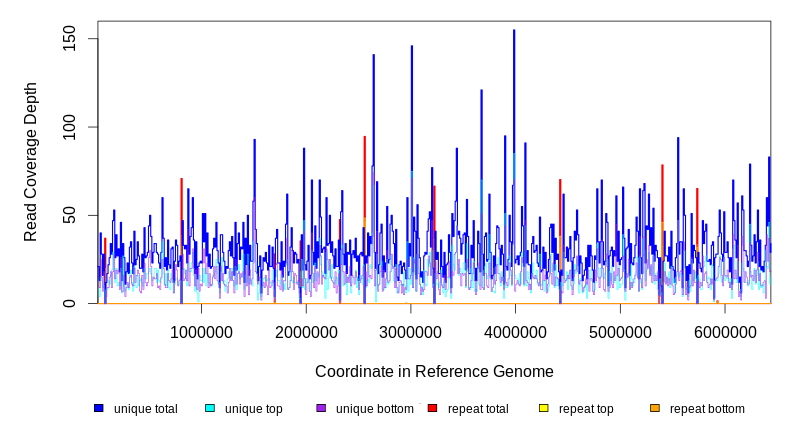 150
100
50
0
Read Coverage Depth
1000000 2000000 3000000 4000000 5000000 6000000
Coordinate in Reference Genome
unique total unique top unique bottom repeat total repeat top repeat bottom